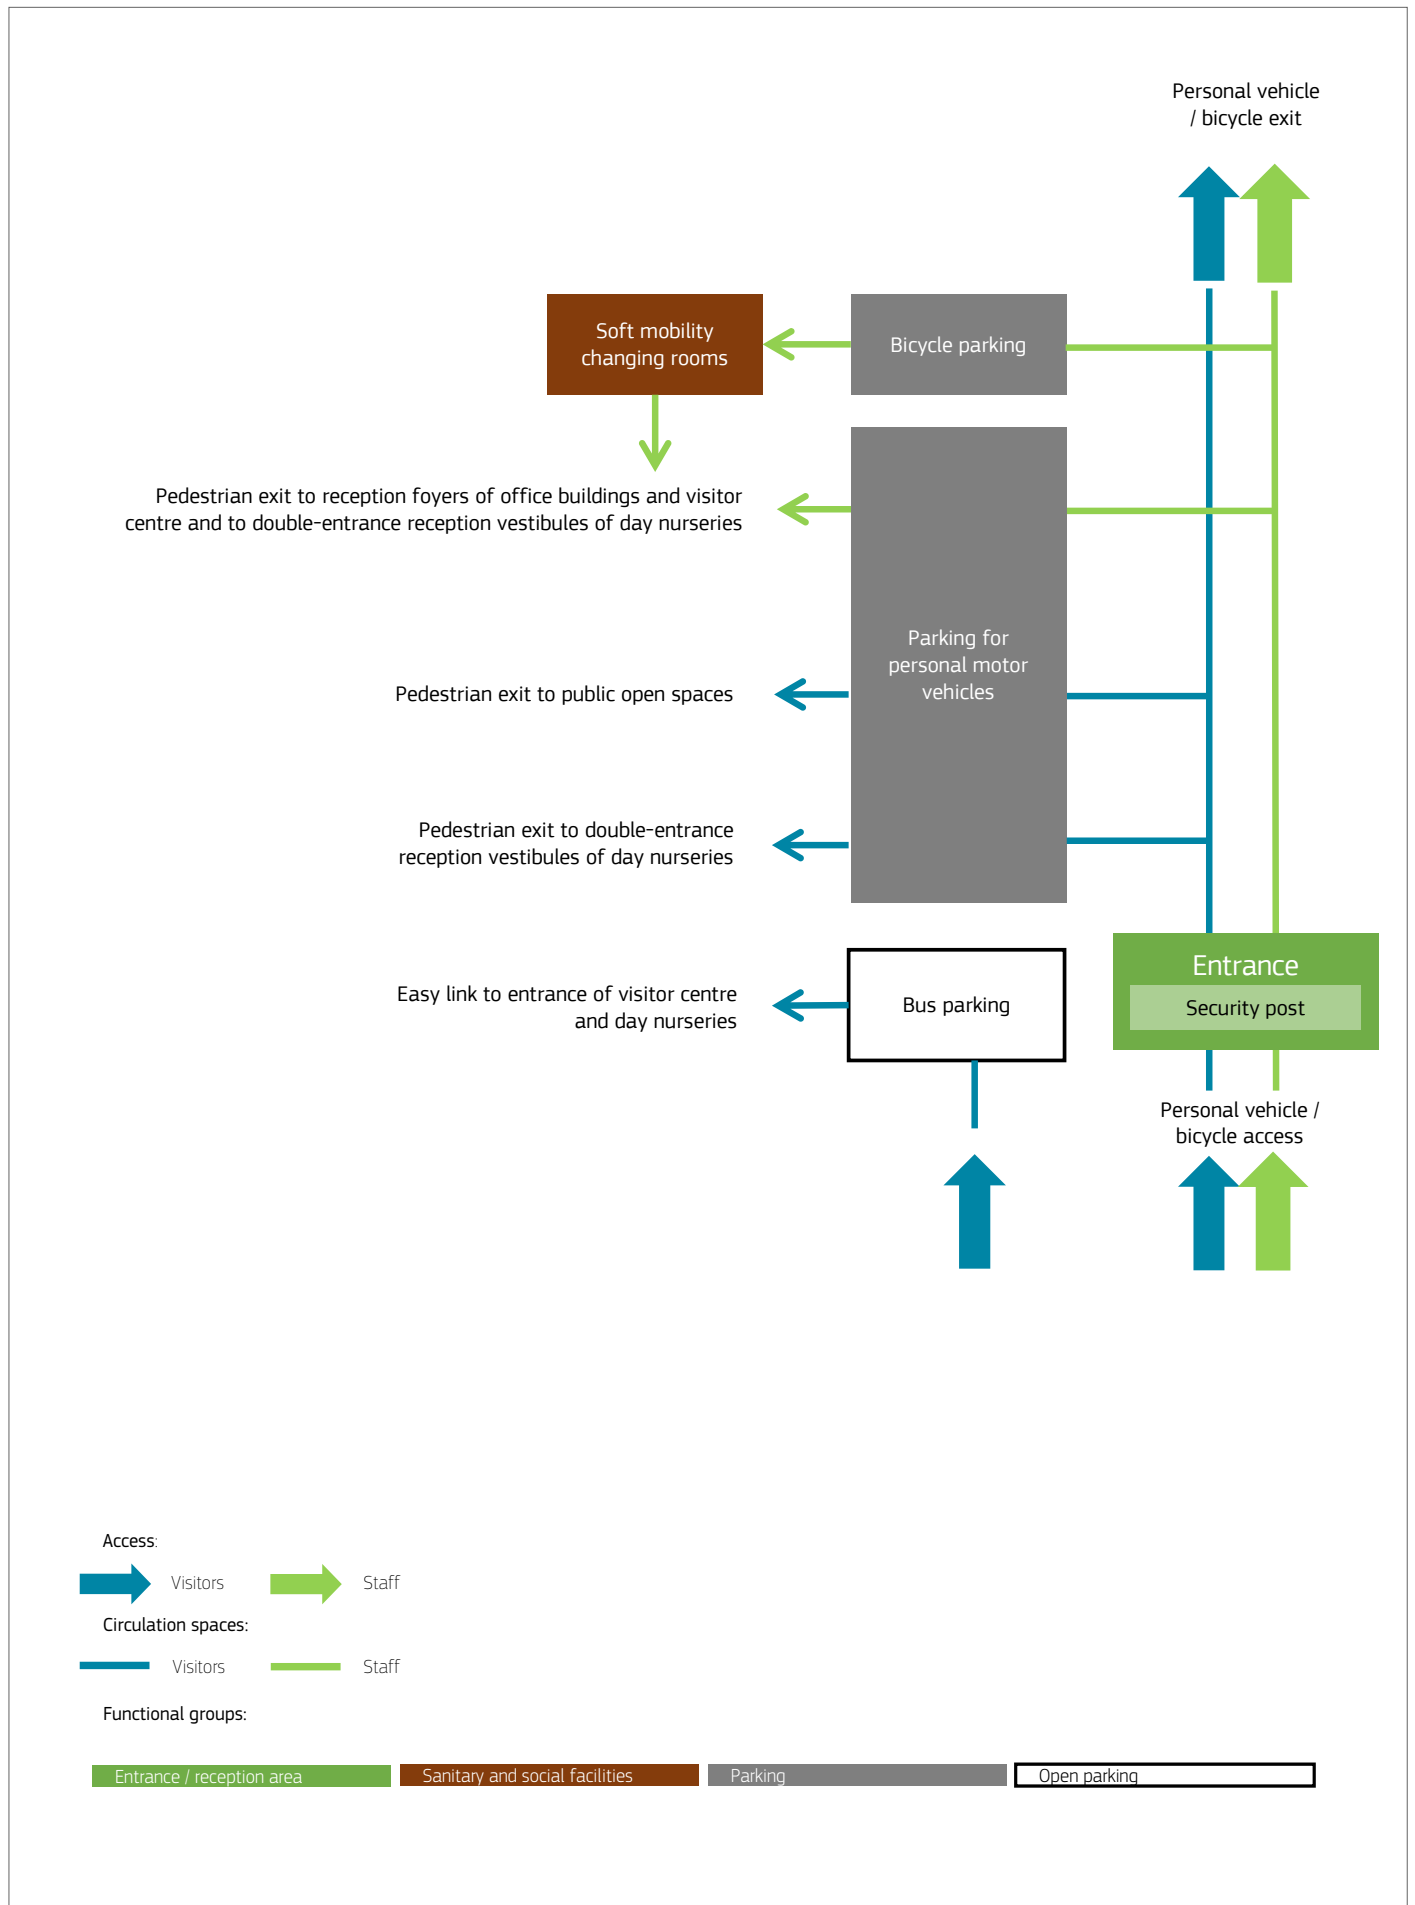 Personal vehicle
/ bicycle exit
Soft mobility
changing rooms
Bicycle parking
Pedestrian exit to reception foyers of office buildings and visitor
centre and to double-entrance reception vestibules of day nurseries
Parking for
personal motor
vehicles
Pedestrian exit to public open spaces
Pedestrian exit to double-entrance
reception vestibules of day nurseries
Easy link to entrance of visitor centre
and day nurseries
Bus parking
Entrance
Security post
Personal vehicle /
bicycle access
Access:
Visitors
Staff
Circulation spaces:
Visitors
Staff
Functional groups:
Entrance / reception area
Sanitary and social facilities
Parking
Open parking